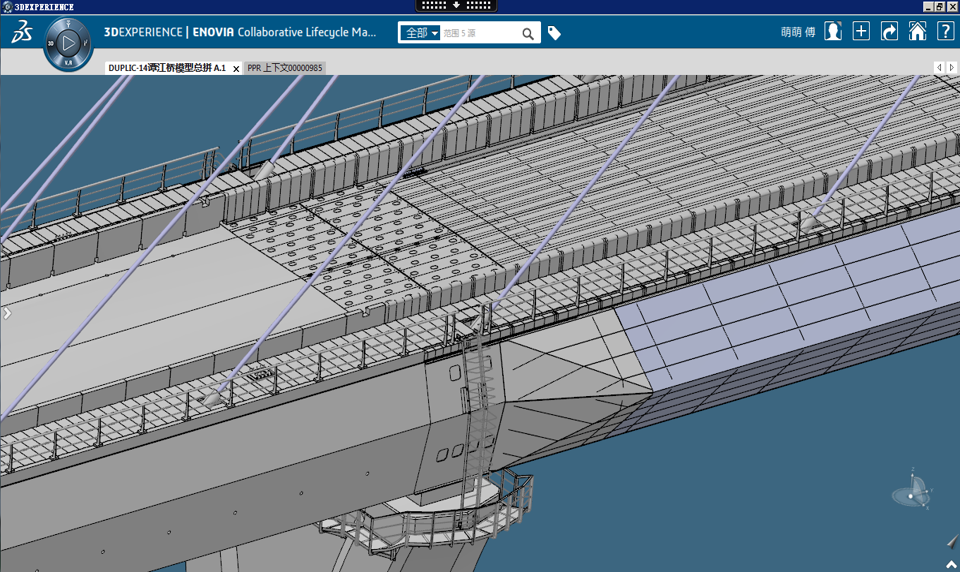 3DEXPERIENCE
3DEXPERIENCE | ENOVIA Collaborative Lifecycle Ma...
全部
范围 5 源
萌萌 傅
3D
V.R
DUPLIC-14谭江桥模型总拼 A.1 x
PPR 上下文00000985